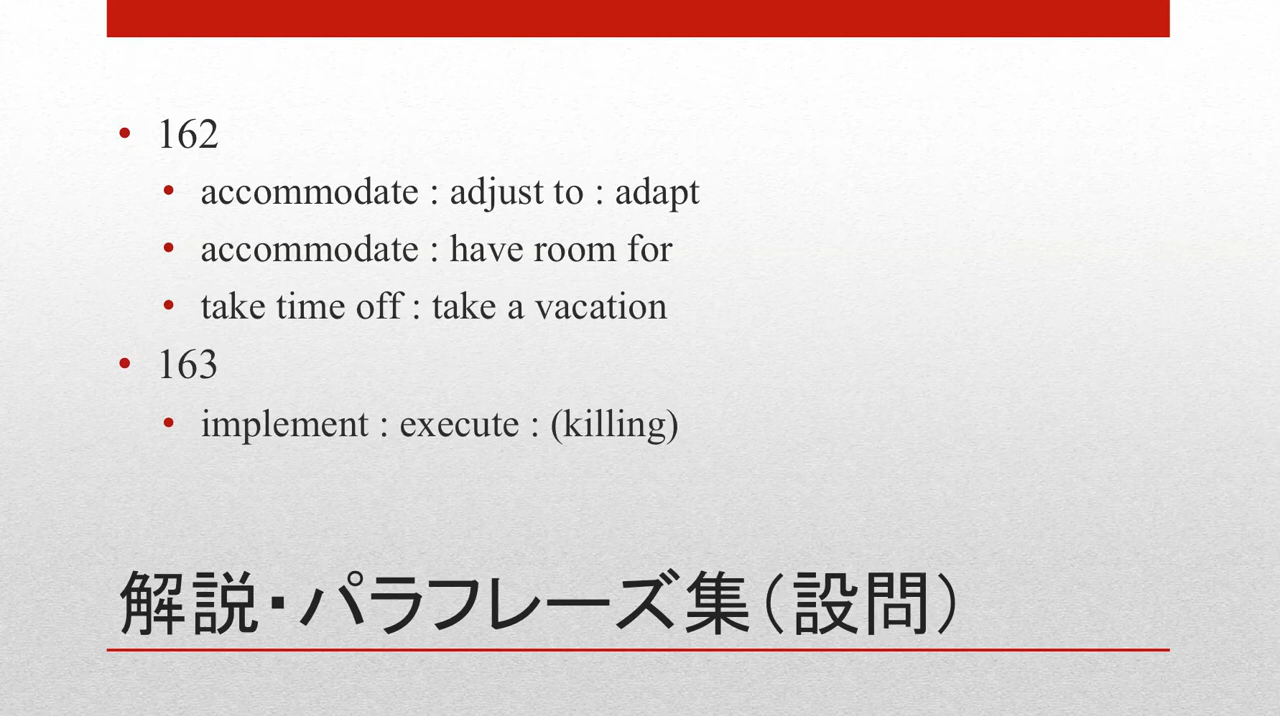 • 162
• accommodate : adjust to : adapt
• accommodate : have room for
• take time off : take a vacation
• 163
• implement : execute : (killing)
解説・パラフレーズ集（設問）